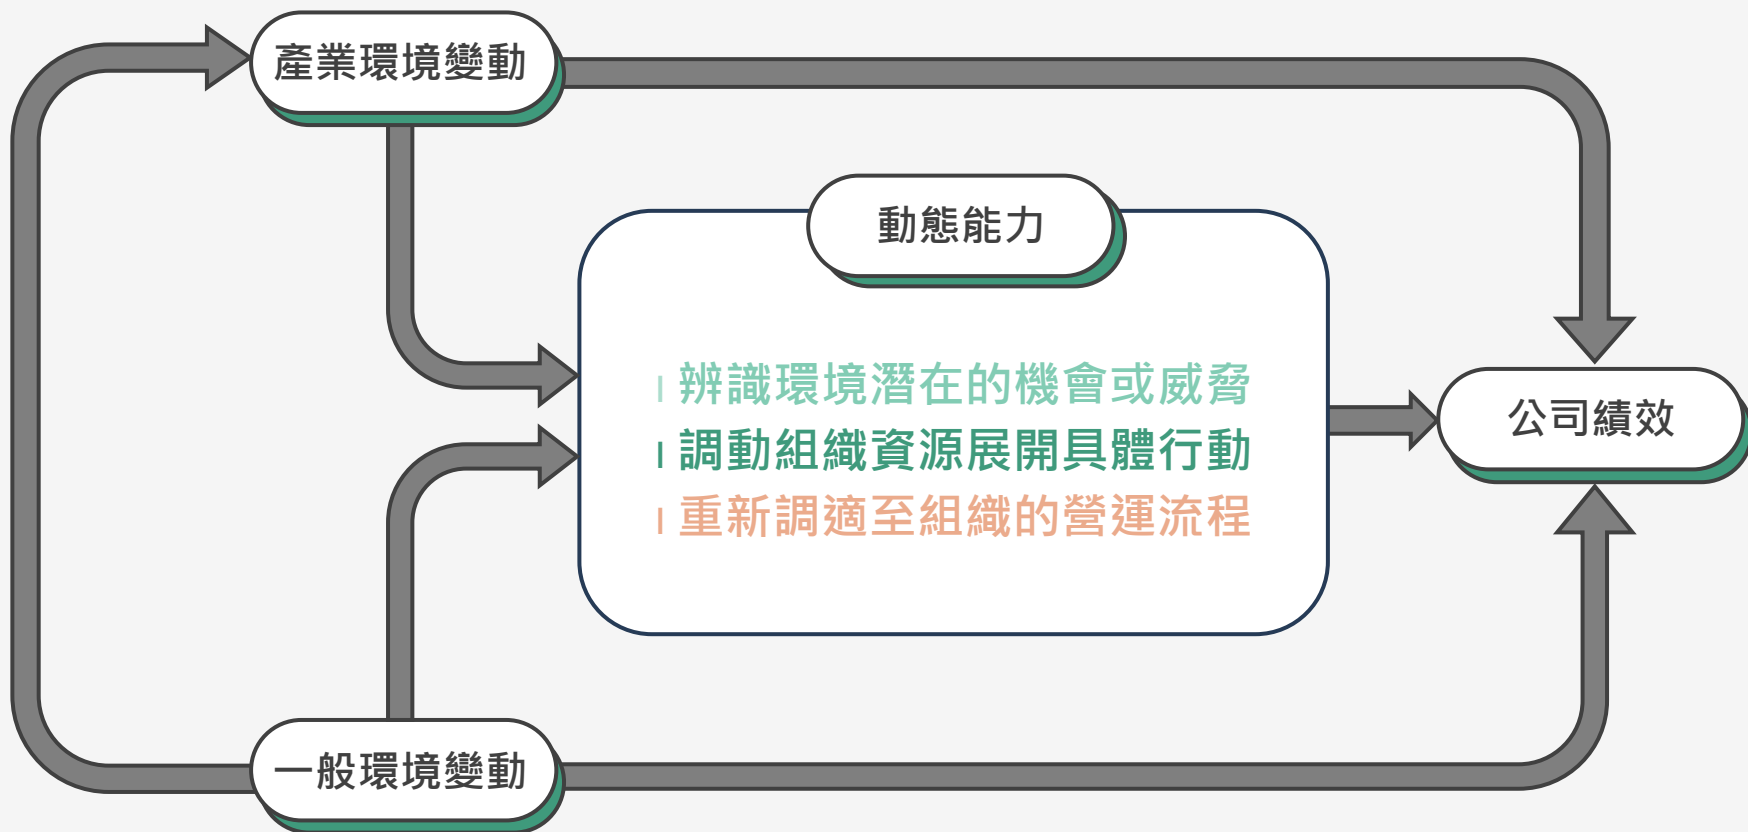 產業環境變動
動態能力
辨識環境潛在的機會或威脅
調動組織資源展開具體行動
重新調適至組織的營運流程
公司績效
一般環境變動